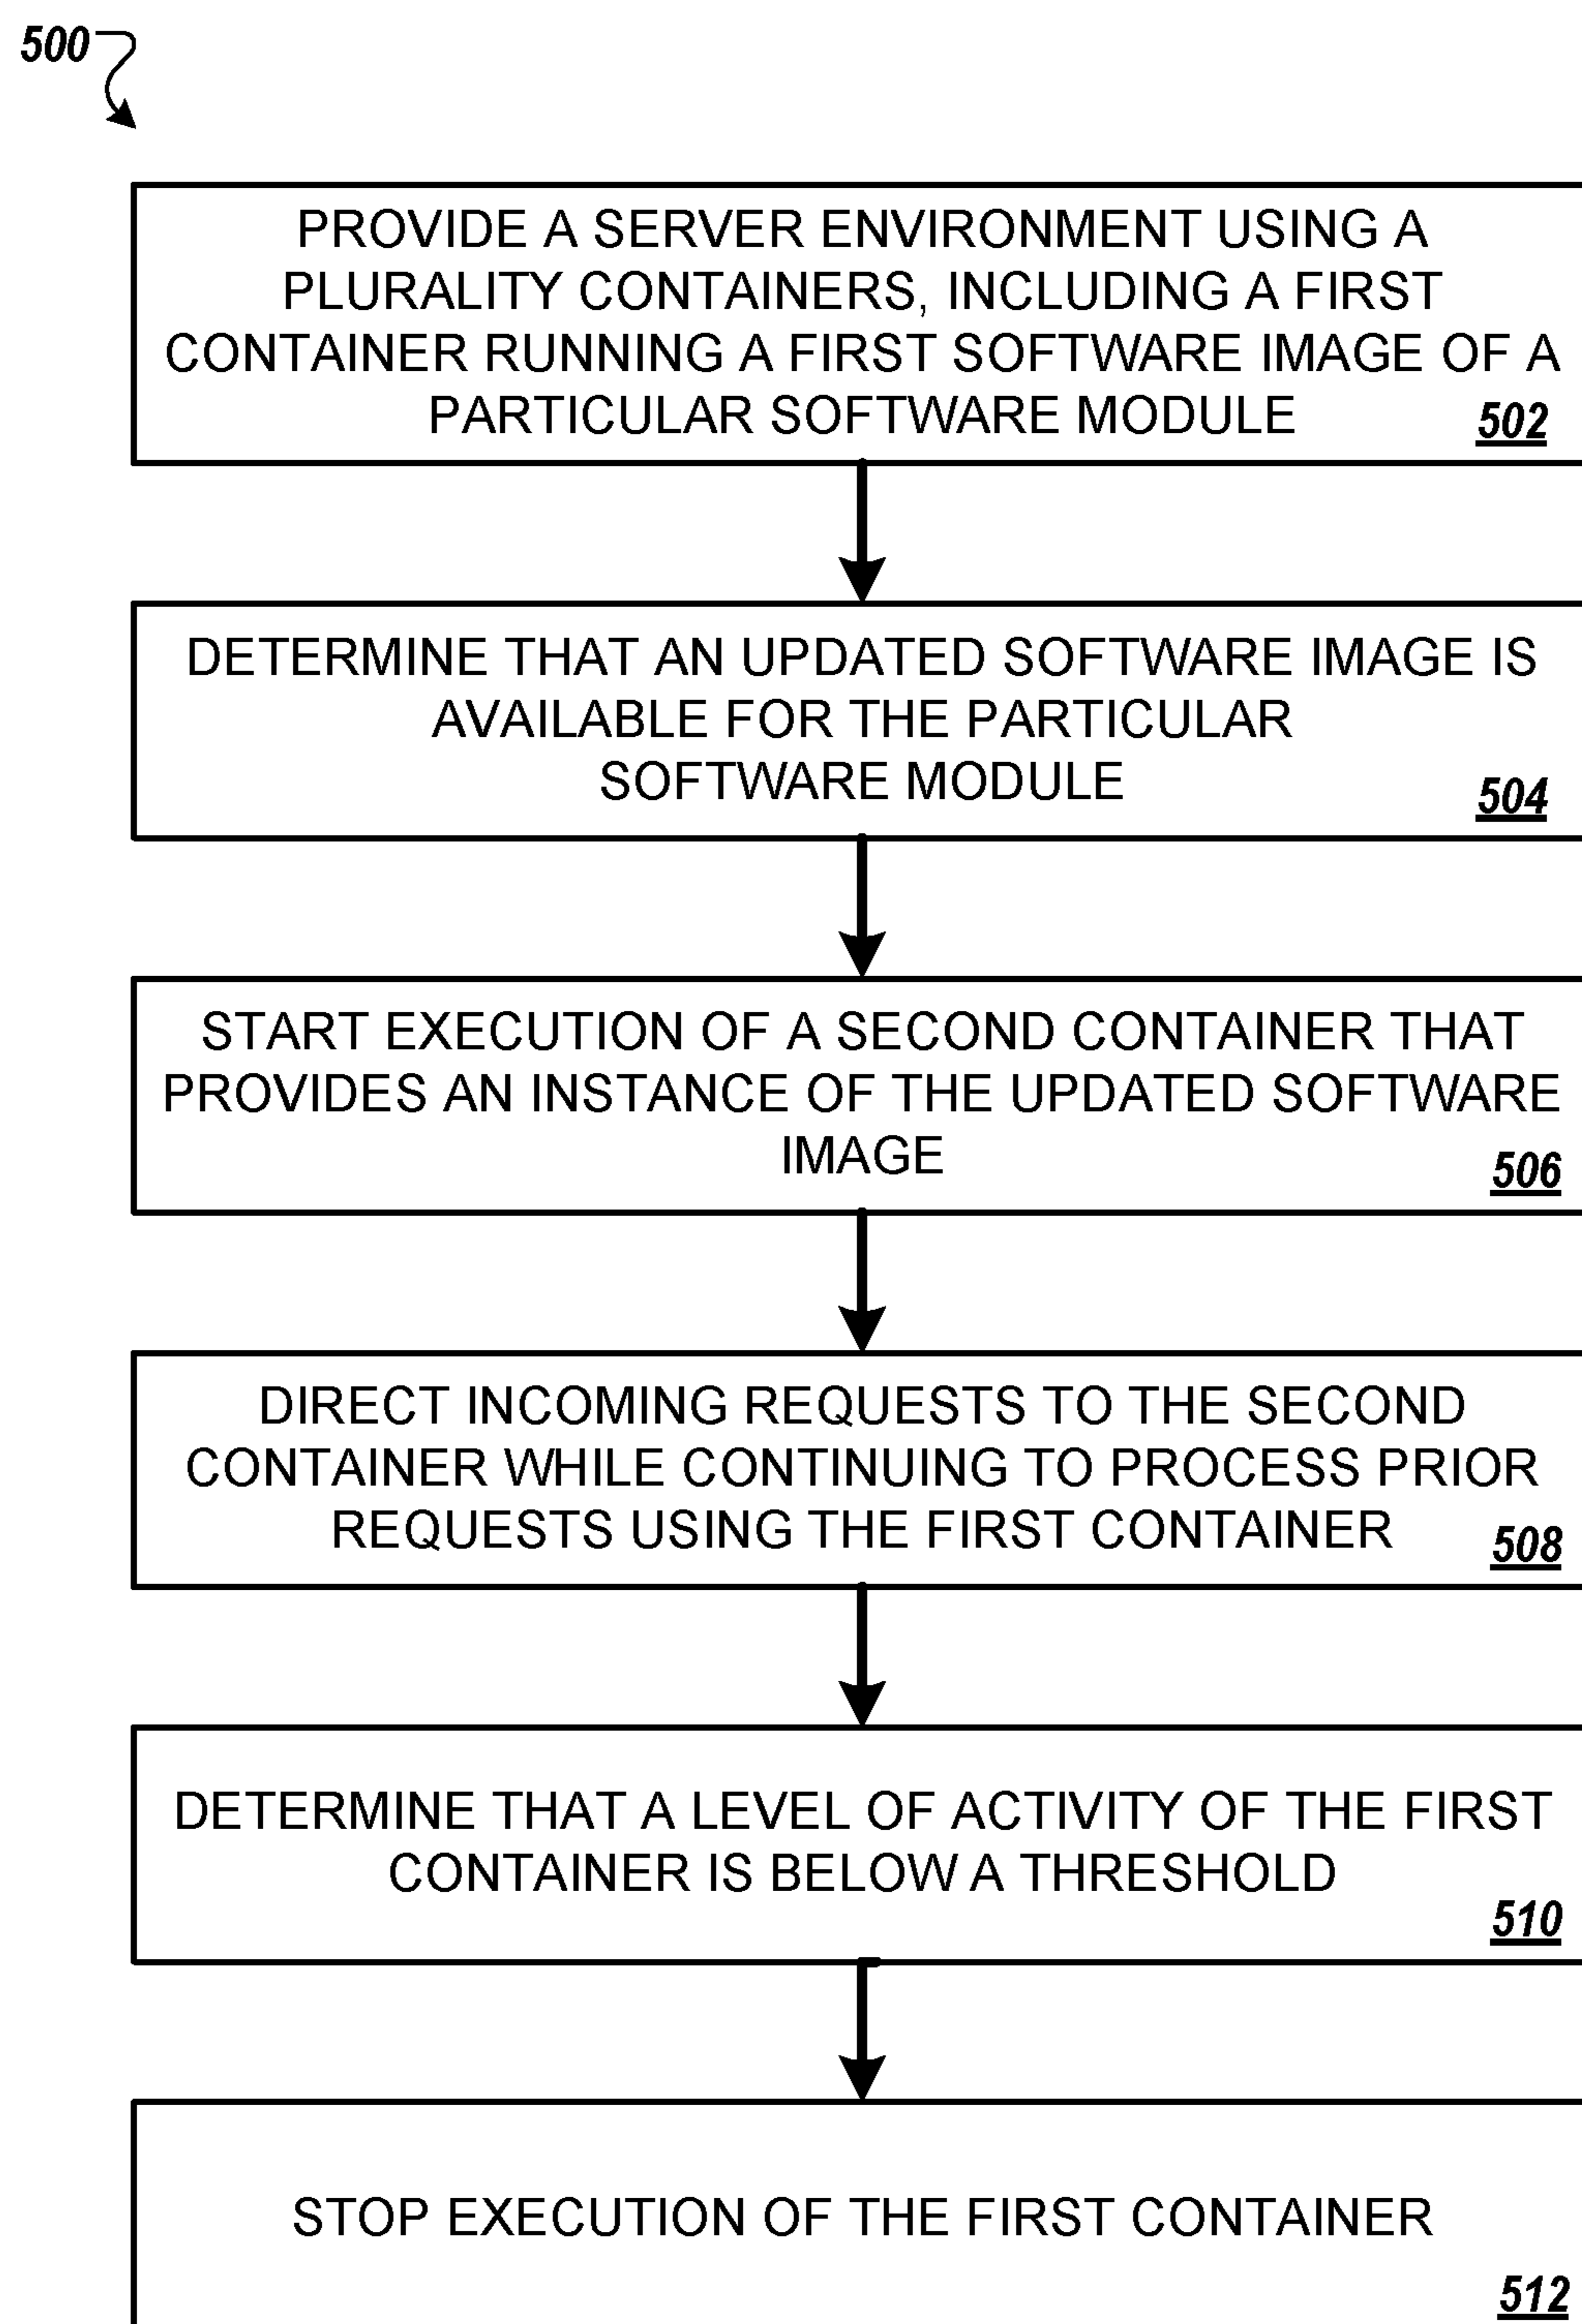 500
PROVIDE A SERVER ENVIRONMENT USING A
PLURALITY CONTAINERS, INCLUDING A FIRST
CONTAINER RUNNING A FIRST SOFTWARE IMAGE OF A
PARTICULAR SOFTWARE MODULE 502
DETERMINE THAT AN UPDATED SOFTWARE IMAGE IS
AVAILABLE FOR THE PARTICULAR
SOFTWARE MODULE 504
START EXECUTION OF A SECOND CONTAINER THAT
PROVIDES AN INSTANCE OF THE UPDATED SOFTWARE
IMAGE 506
DIRECT INCOMING REQUESTS TO THE SECOND
CONTAINER WHILE CONTINUING TO PROCESS PRIOR
REQUESTS USING THE FIRST CONTAINER 508
DETERMINE THAT A LEVEL OF ACTIVITY OF THE FIRST
CONTAINER IS BELOW A THRESHOLD
510
STOP EXECUTION OF THE FIRST CONTAINER
512